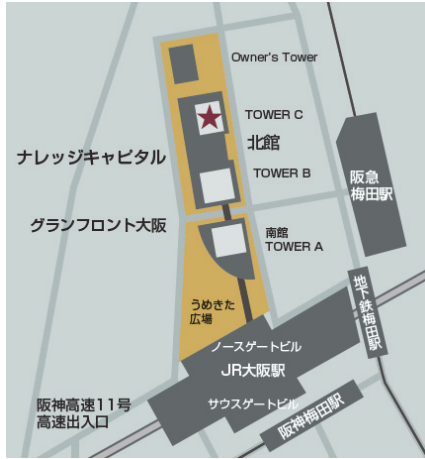 Owner's Tower
TOWER C
北館
ナレッジキャピタル
TOWER B
阪急
梅田駅
グランフロント大阪
南館
TOWER A
うめきた
広場
地下鉄梅田駅
ノースゲートビル
JR大阪駅
サウスゲートビル
阪神高速11号
高速出入口
阪神梅田駅